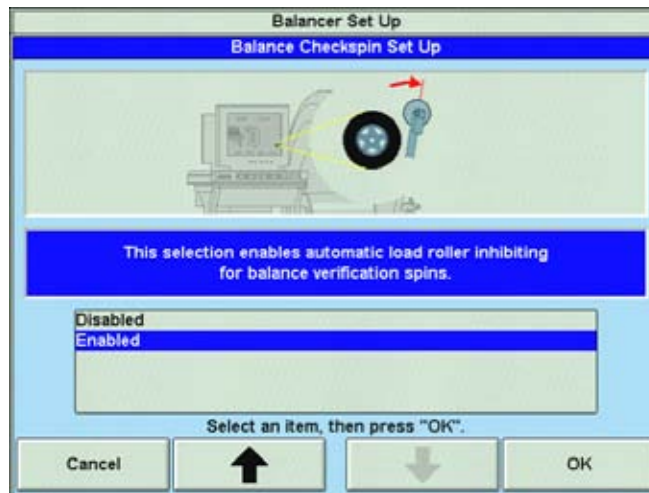 Balancer Set Up
Balance Checkspin Set Up
This selection enables automatic load roller inhibiting
for balance verification spins.
Disabled
Enabled
Select an item, then press "OK".
Cancel
OK